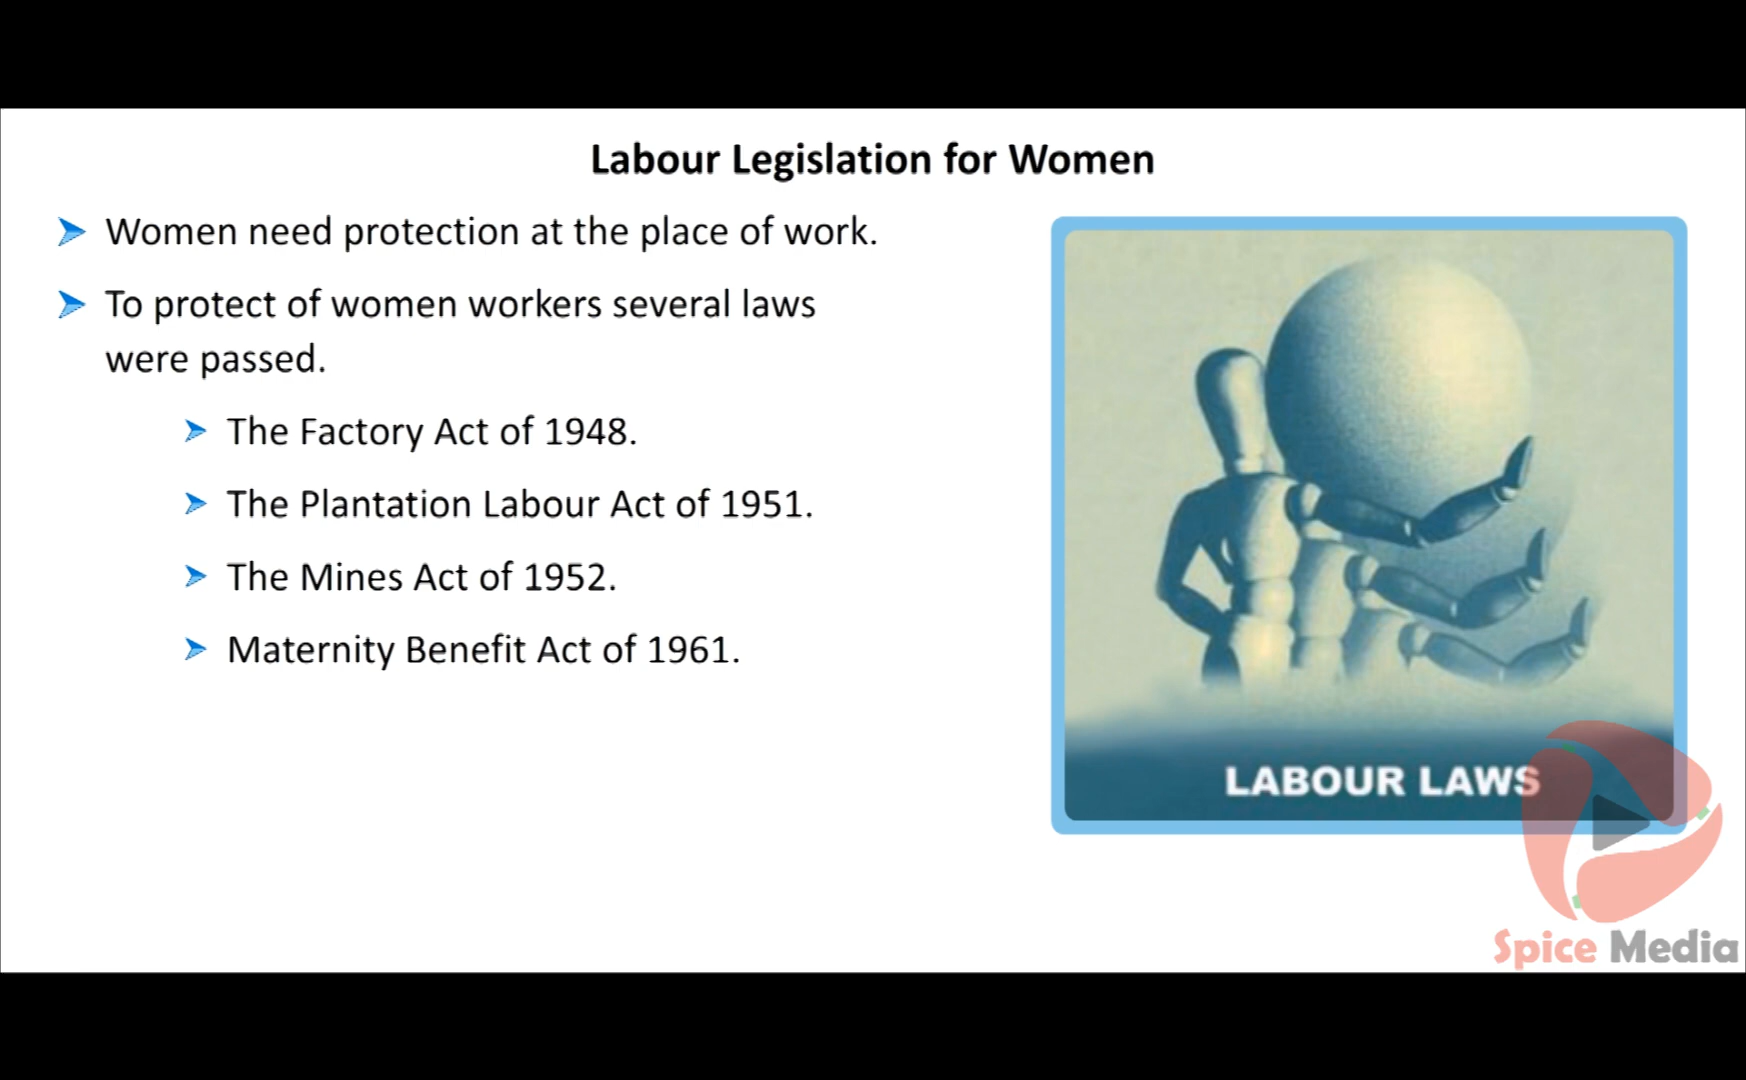 Labour Legislation for Women
Women need protection at the place of work.
To protect of women workers several laws
were passed.
The Factory Act of 1948.
The Plantation Labour Act of 1951.
The Mines Act of 1952.
Maternity Benefit Act of 1961.
LABOUR LAWS
Spice Media